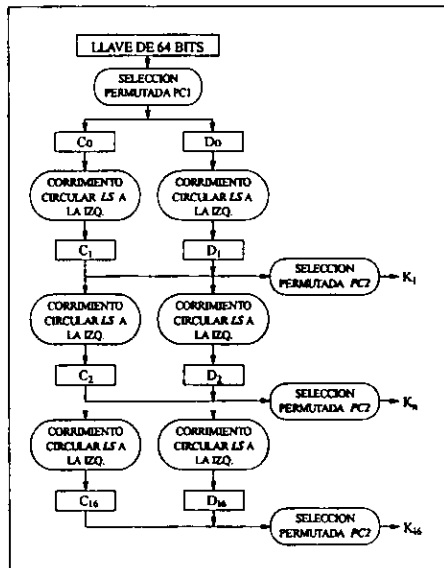 LLAVE DE 64 BITS
SELECCION
PERMUTADA PC1
C0 D0
CORRIMIENTO CORRIMIENTO
CIRCULAR LS A CIRCULAR LS A
LA IZQ. LA IZQ.
C1 D1
SELECCION
PERMUTADA PC2
K1
CORRIMIENTO CORRIMIENTO
CIRCULAR LS A CIRCULAR LS A
LA IZQ. LA IZQ.
C2 D2
SELECCION
PERMUTADA PC2
Kn
CORRIMIENTO CORRIMIENTO
CIRCULAR LS A CIRCULAR LS A
LA IZQ. LA IZQ.
C16 D16
SELECCION
PERMUTADA PC2
K16